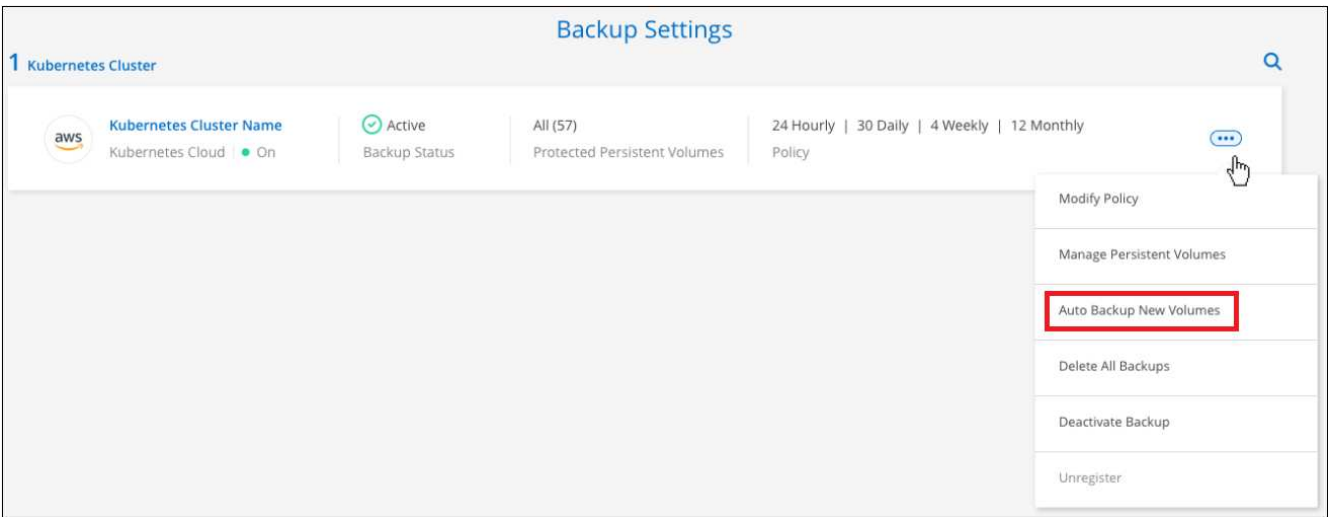 Backup Settings
1 Kubernetes Cluster
aws
Kubernetes Cluster Name
Kubernetes Cloud
On
Active
Backup Status
All (57)
Protected Persistent Volumes
24 Hourly | 30 Daily | 4 Weekly | 12 Monthly
Policy
Modify Policy
Manage Persistent Volumes
Auto Backup New Volumes
Delete All Backups
Deactivate Backup
Unregister